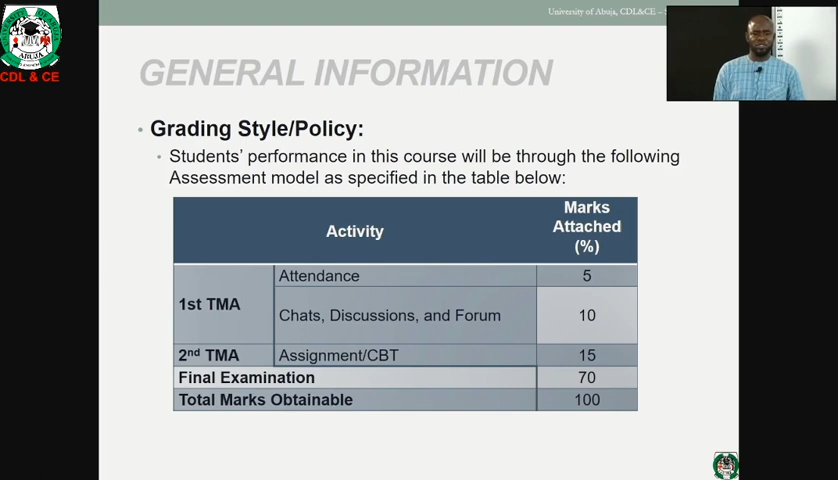 University of Abuja, CDL&CE –
ABUJA
CDL & CE
GENERAL INFORMATION
• Grading Style/Policy:
• Students' performance in this course will be through the following
Assessment model as specified in the table below:
Activity
Marks
Attached
(%)
1st TMA
Attendance
5
Chats, Discussions, and Forum
10
2nd TMA
Assignment/CBT
15
Final Examination
70
Total Marks Obtainable
100